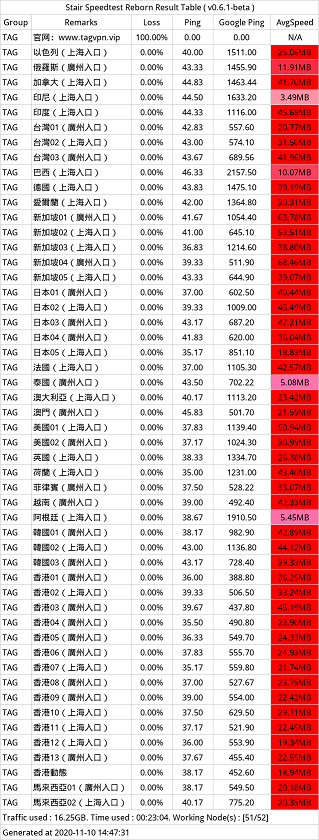 Stair Speedtest Reborn Result Table ( v0.6.1-beta )
Group Remarks Loss Ping Google Ping AvgSpeed
TAG 官网：www.tagvpn.vip 100.00% 0.00 0.00 N/A
TAG 以色列（上海入口） 0.00% 40.00 1511.00 25.06MB
TAG 俄羅斯（廣州入口） 0.00% 43.33 1455.90 11.91MB
TAG 加拿大（上海入口） 0.00% 44.83 1463.44 41.70MB
TAG 印尼（上海入口） 0.00% 44.50 1633.20 3.49MB
TAG 印度（上海入口） 0.00% 44.33 1116.00 45.68MB
TAG 台灣01（廣州入口） 0.00% 42.83 557.60 20.77MB
TAG 台灣02（上海入口） 0.00% 43.00 574.10 31.50MB
TAG 台灣03（廣州入口） 0.00% 43.67 689.56 41.96MB
TAG 巴西（上海入口） 0.00% 46.33 2157.50 10.07MB
TAG 德國（上海入口） 0.00% 43.83 1475.10 39.19MB
TAG 愛爾蘭（上海入口） 0.00% 42.00 1364.80 30.31MB
TAG 新加坡01（廣州入口） 0.00% 41.67 1054.40 63.78MB
TAG 新加坡02（上海入口） 0.00% 41.00 645.10 53.51MB
TAG 新加坡03（上海入口） 0.00% 36.83 1214.60 38.80MB
TAG 新加坡04（廣州入口） 0.00% 39.33 511.90 68.46MB
TAG 新加坡05（上海入口） 0.00% 43.33 644.90 39.07MB
TAG 日本01（廣州入口） 0.00% 37.00 602.50 40.44MB
TAG 日本02（上海入口） 0.00% 39.33 1009.00 45.49MB
TAG 日本03（上海入口） 0.00% 43.17 687.20 47.21MB
TAG 日本04（廣州入口） 0.00% 41.83 620.00 36.04MB
TAG 日本05（上海入口） 0.00% 35.17 851.10 18.83MB
TAG 法國（上海入口） 0.00% 37.00 1105.30 42.57MB
TAG 泰國（廣州入口） 0.00% 43.50 702.22 5.08MB
TAG 澳大利亞（上海入口） 0.00% 40.17 1113.20 23.42MB
TAG 澳門（廣州入口） 0.00% 45.83 501.70 21.59MB
TAG 美國01（上海入口） 0.00% 37.83 1139.40 50.94MB
TAG 美國02（廣州入口） 0.00% 37.17 1024.30 30.99MB
TAG 英國（上海入口） 0.00% 38.33 1334.70 26.38MB
TAG 荷蘭（上海入口） 0.00% 35.00 1231.00 43.40MB
TAG 菲律賓（廣州入口） 0.00% 37.50 528.22 33.07MB
TAG 越南（廣州入口） 0.00% 39.00 492.40 42.33MB
TAG 阿根廷（上海入口） 0.00% 38.67 1910.50 5.45MB
TAG 韓國01（廣州入口） 0.00% 38.17 982.90 42.89MB
TAG 韓國02（上海入口） 0.00% 43.00 1136.80 44.12MB
TAG 韓國03（廣州入口） 0.00% 43.17 728.40 39.33MB
TAG 香港01（廣州入口） 0.00% 36.00 388.80 36.25MB
TAG 香港02（上海入口） 0.00% 39.33 506.50 33.24MB
TAG 香港03（廣州入口） 0.00% 39.67 437.80 45.19MB
TAG 香港04（廣州入口） 0.00% 35.50 490.80 23.90MB
TAG 香港05（廣州入口） 0.00% 36.33 549.70 24.33MB
TAG 香港06（廣州入口） 0.00% 37.83 555.70 24.93MB
TAG 香港07（上海入口） 0.00% 35.17 559.80 21.74MB
TAG 香港08（廣州入口） 0.00% 37.00 527.67 23.75MB
TAG 香港09（廣州入口） 0.00% 39.00 554.00 22.42MB
TAG 香港10（上海入口） 0.00% 37.50 629.50 29.71MB
TAG 香港11（廣州入口） 0.00% 37.17 521.90 22.45MB
TAG 香港12（上海入口） 0.00% 36.00 553.90 19.34MB
TAG 香港13（廣州入口） 0.00% 37.67 455.40 22.55MB
TAG 香港動態 0.00% 38.17 452.60 18.94MB
TAG 馬來西亞01（廣州入口） 0.00% 39.17 549.50 20.18MB
TAG 馬來西亞02（上海入口） 0.00% 40.17 775.20 20.35MB
Traffic used : 16.25GB. Time used : 00:23:04. Working Node(s) : [51/52]
Generated at 2020-11-10 14:47:31